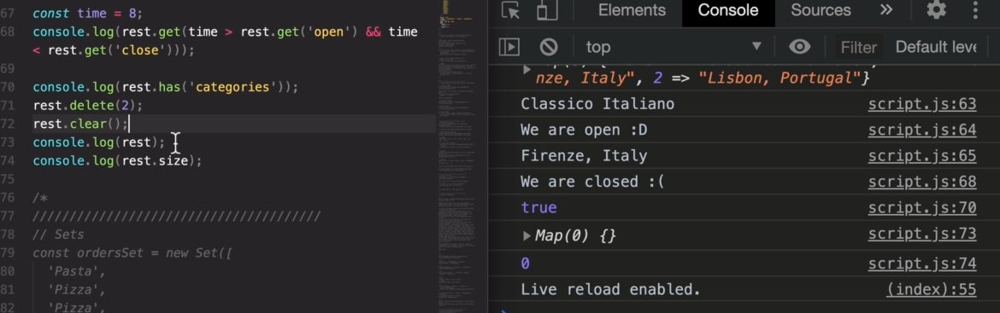 67 const time = 8;
68 console.log(rest.get(time > rest.get('open') && time
< rest.get('close')));
69
70 console.log(rest.has('categories'));
71 rest.delete(2);
72 rest.clear();
73 console.log(rest);
74 console.log(rest.size);
75
76 /*
77 ///////////////////////////////////////
78 // Sets
79 const ordersSet = new Set([
80 'Pasta',
81 'Pizza',
82 'Pizza',
Elements Console Sources »
top Filter Default leve
nze, Italy", 2 => "Lisbon, Portugal"}
Classico Italiano script.js:63
We are open :D script.js:64
Firenze, Italy script.js:65
We are closed :( script.js:68
true script.js:70
Map(0) {} script.js:73
0 script.js:74
Live reload enabled. (index):55